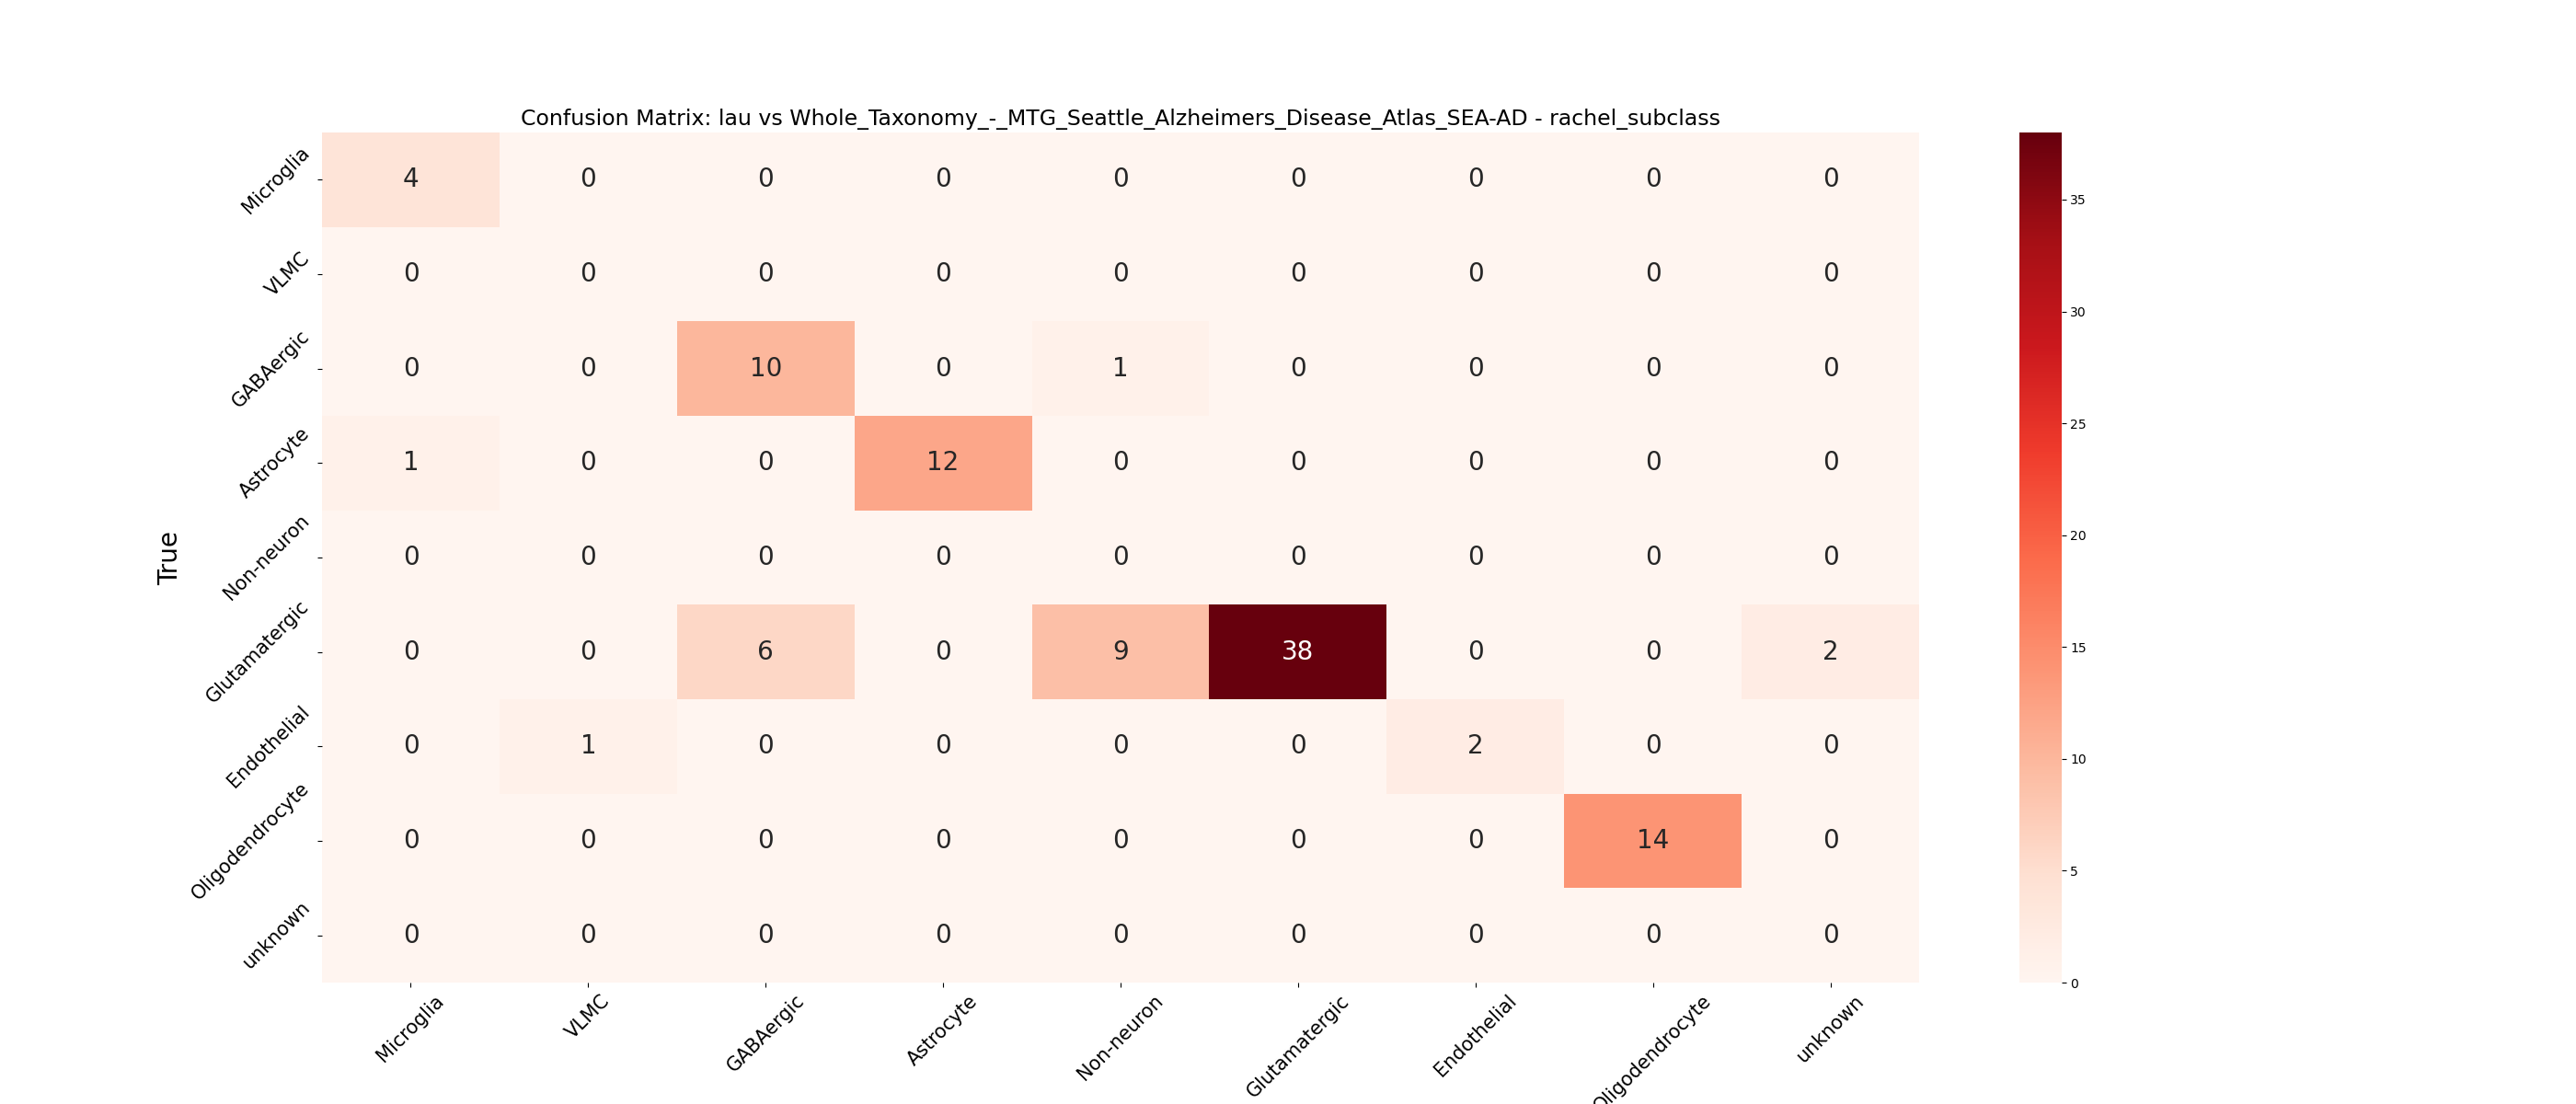 Confusion Matrix: lau vs Whole_Taxonomy_-_MTG_Seattle_Alzheimers_Disease_Atlas_SEA-AD - rachel_subclass
True
Microglia 4 0 0 0 0 0 0 0 0
VLMC 0 0 0 0 0 0 0 0 0
GABAergic 0 0 10 0 1 0 0 0 0
Astrocyte 1 0 0 12 0 0 0 0 0
Non-neuron 0 0 0 0 0 0 0 0 0
Glutamatergic 0 0 6 0 9 38 0 0 2
Endothelial 0 1 0 0 0 0 2 0 0
Oligodendrocyte 0 0 0 0 0 0 0 14 0
unknown 0 0 0 0 0 0 0 0 0
Microglia VLMC GABAergic Astrocyte Non-neuron Glutamatergic Endothelial Oligodendrocyte unknown
35
30
25
20
15
10
5
0